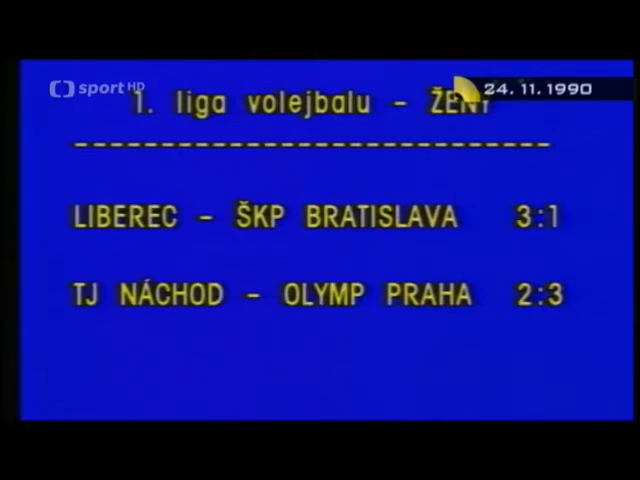 sport HD
24. 11. 1990
1. liga volejbalu - ŽENY
------------------------------
LIBEREC - ŠKP BRATISLAVA 3:1
TJ NÁCHOD - OLYMP PRAHA 2:3